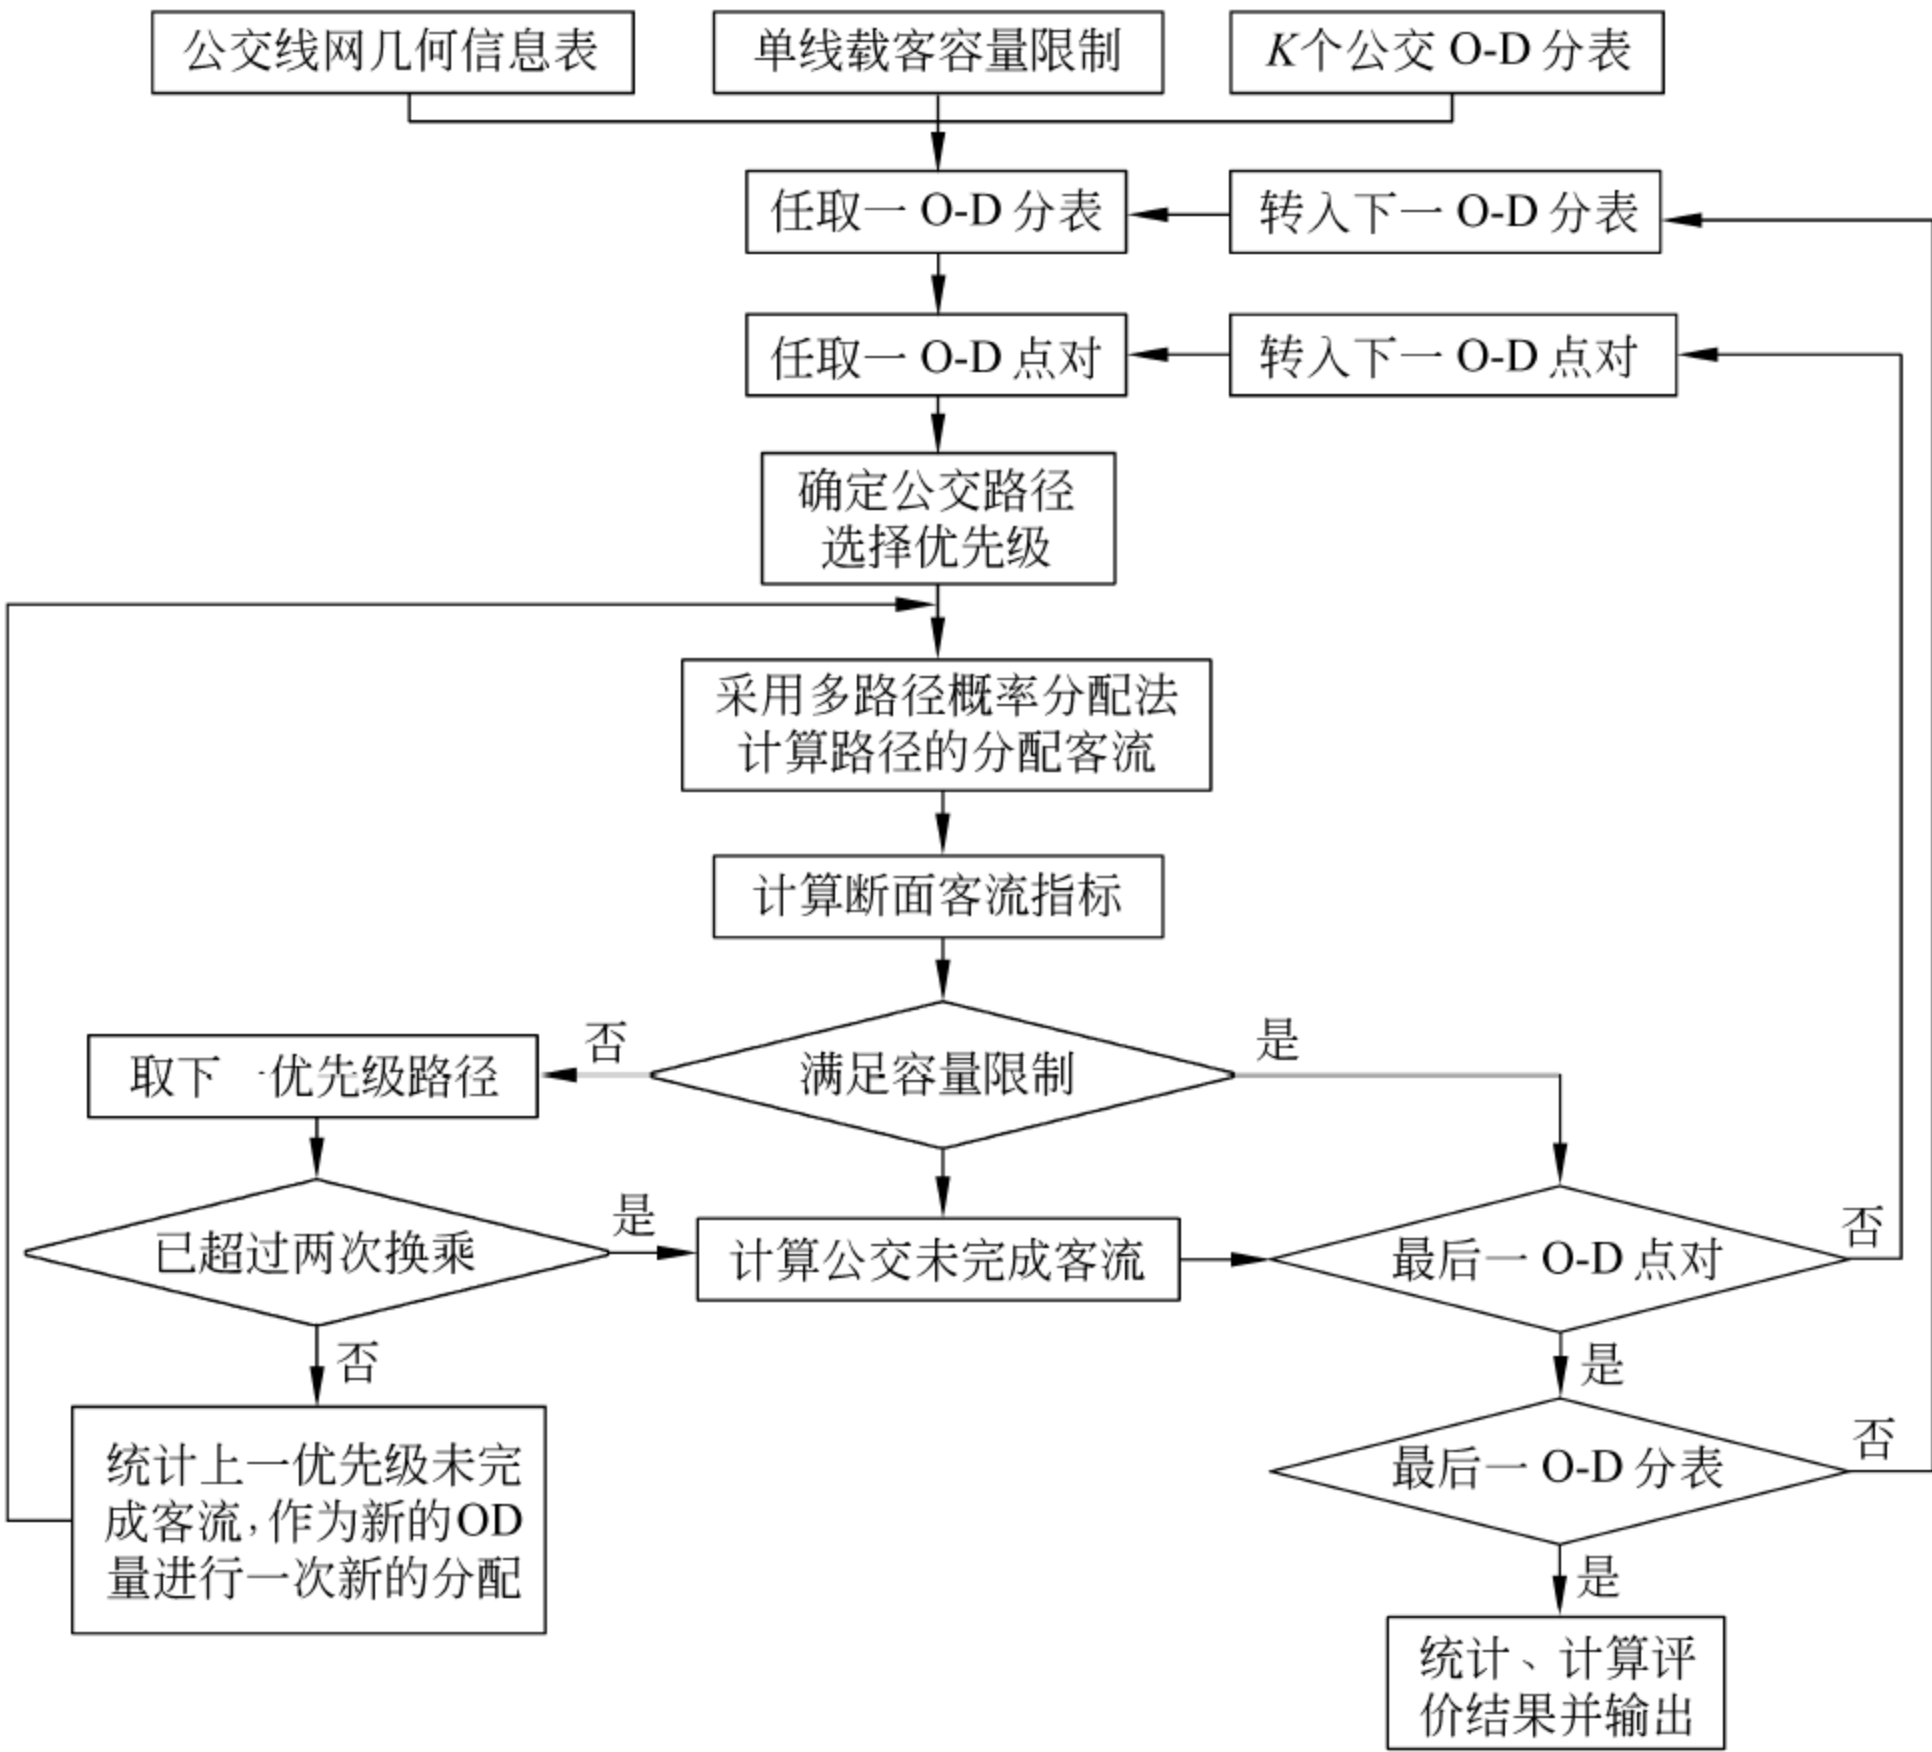 公交线网几何信息表
单线载客容量限制
K个公交 O-D 分表
任取一 O-D 分表
转入下一 O-D 分表
任取一 O-D 点对
转入下一 O-D 点对
确定公交路径
选择优先级
采用多路径概率分配法
计算路径的分配客流
计算断面客流指标
满足容量限制
否
是
取下一优先级路径
已超过两次换乘
是
计算公交未完成客流
最后一 O-D 点对
否
否
是
统计上一优先级未完
成客流,作为新的OD
量进行一次新的分配
最后一 O-D 分表
否
是
统计、计算评
价结果并输出